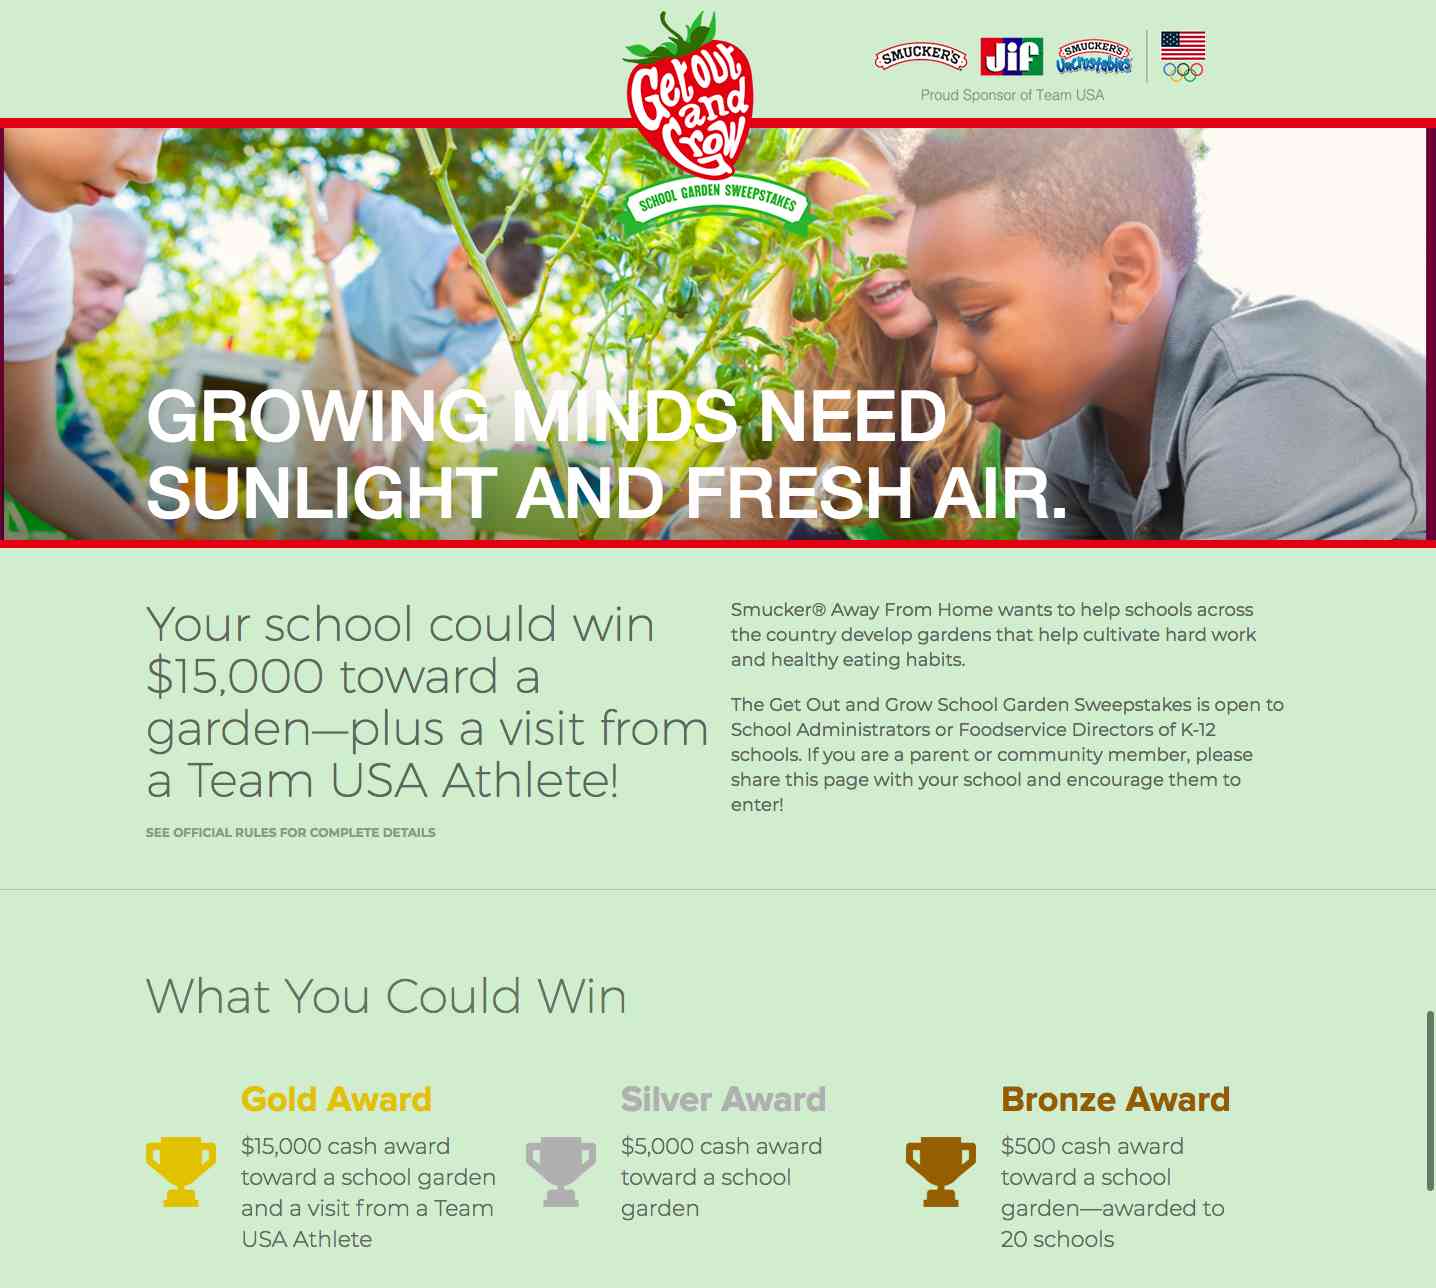 Get out
and
Grow
SCHOOL GARDEN SWEEPSTAKES
SMUCKER'S
Jif
SMUCKER'S
Uncrustables
Proud Sponsor of Team USA
GROWING MINDS NEED
SUNLIGHT AND FRESH AIR.
Your school could win
$15,000 toward a
garden—plus a visit from
a Team USA Athlete!
SEE OFFICIAL RULES FOR COMPLETE DETAILS
Smucker® Away From Home wants to help schools across
the country develop gardens that help cultivate hard work
and healthy eating habits.
The Get Out and Grow School Garden Sweepstakes is open to
School Administrators or Foodservice Directors of K-12
schools. If you are a parent or community member, please
share this page with your school and encourage them to
enter!
What You Could Win
Gold Award
$15,000 cash award
toward a school garden
and a visit from a Team
USA Athlete
Silver Award
$5,000 cash award
toward a school
garden
Bronze Award
$500 cash award
toward a school
garden—awarded to
20 schools